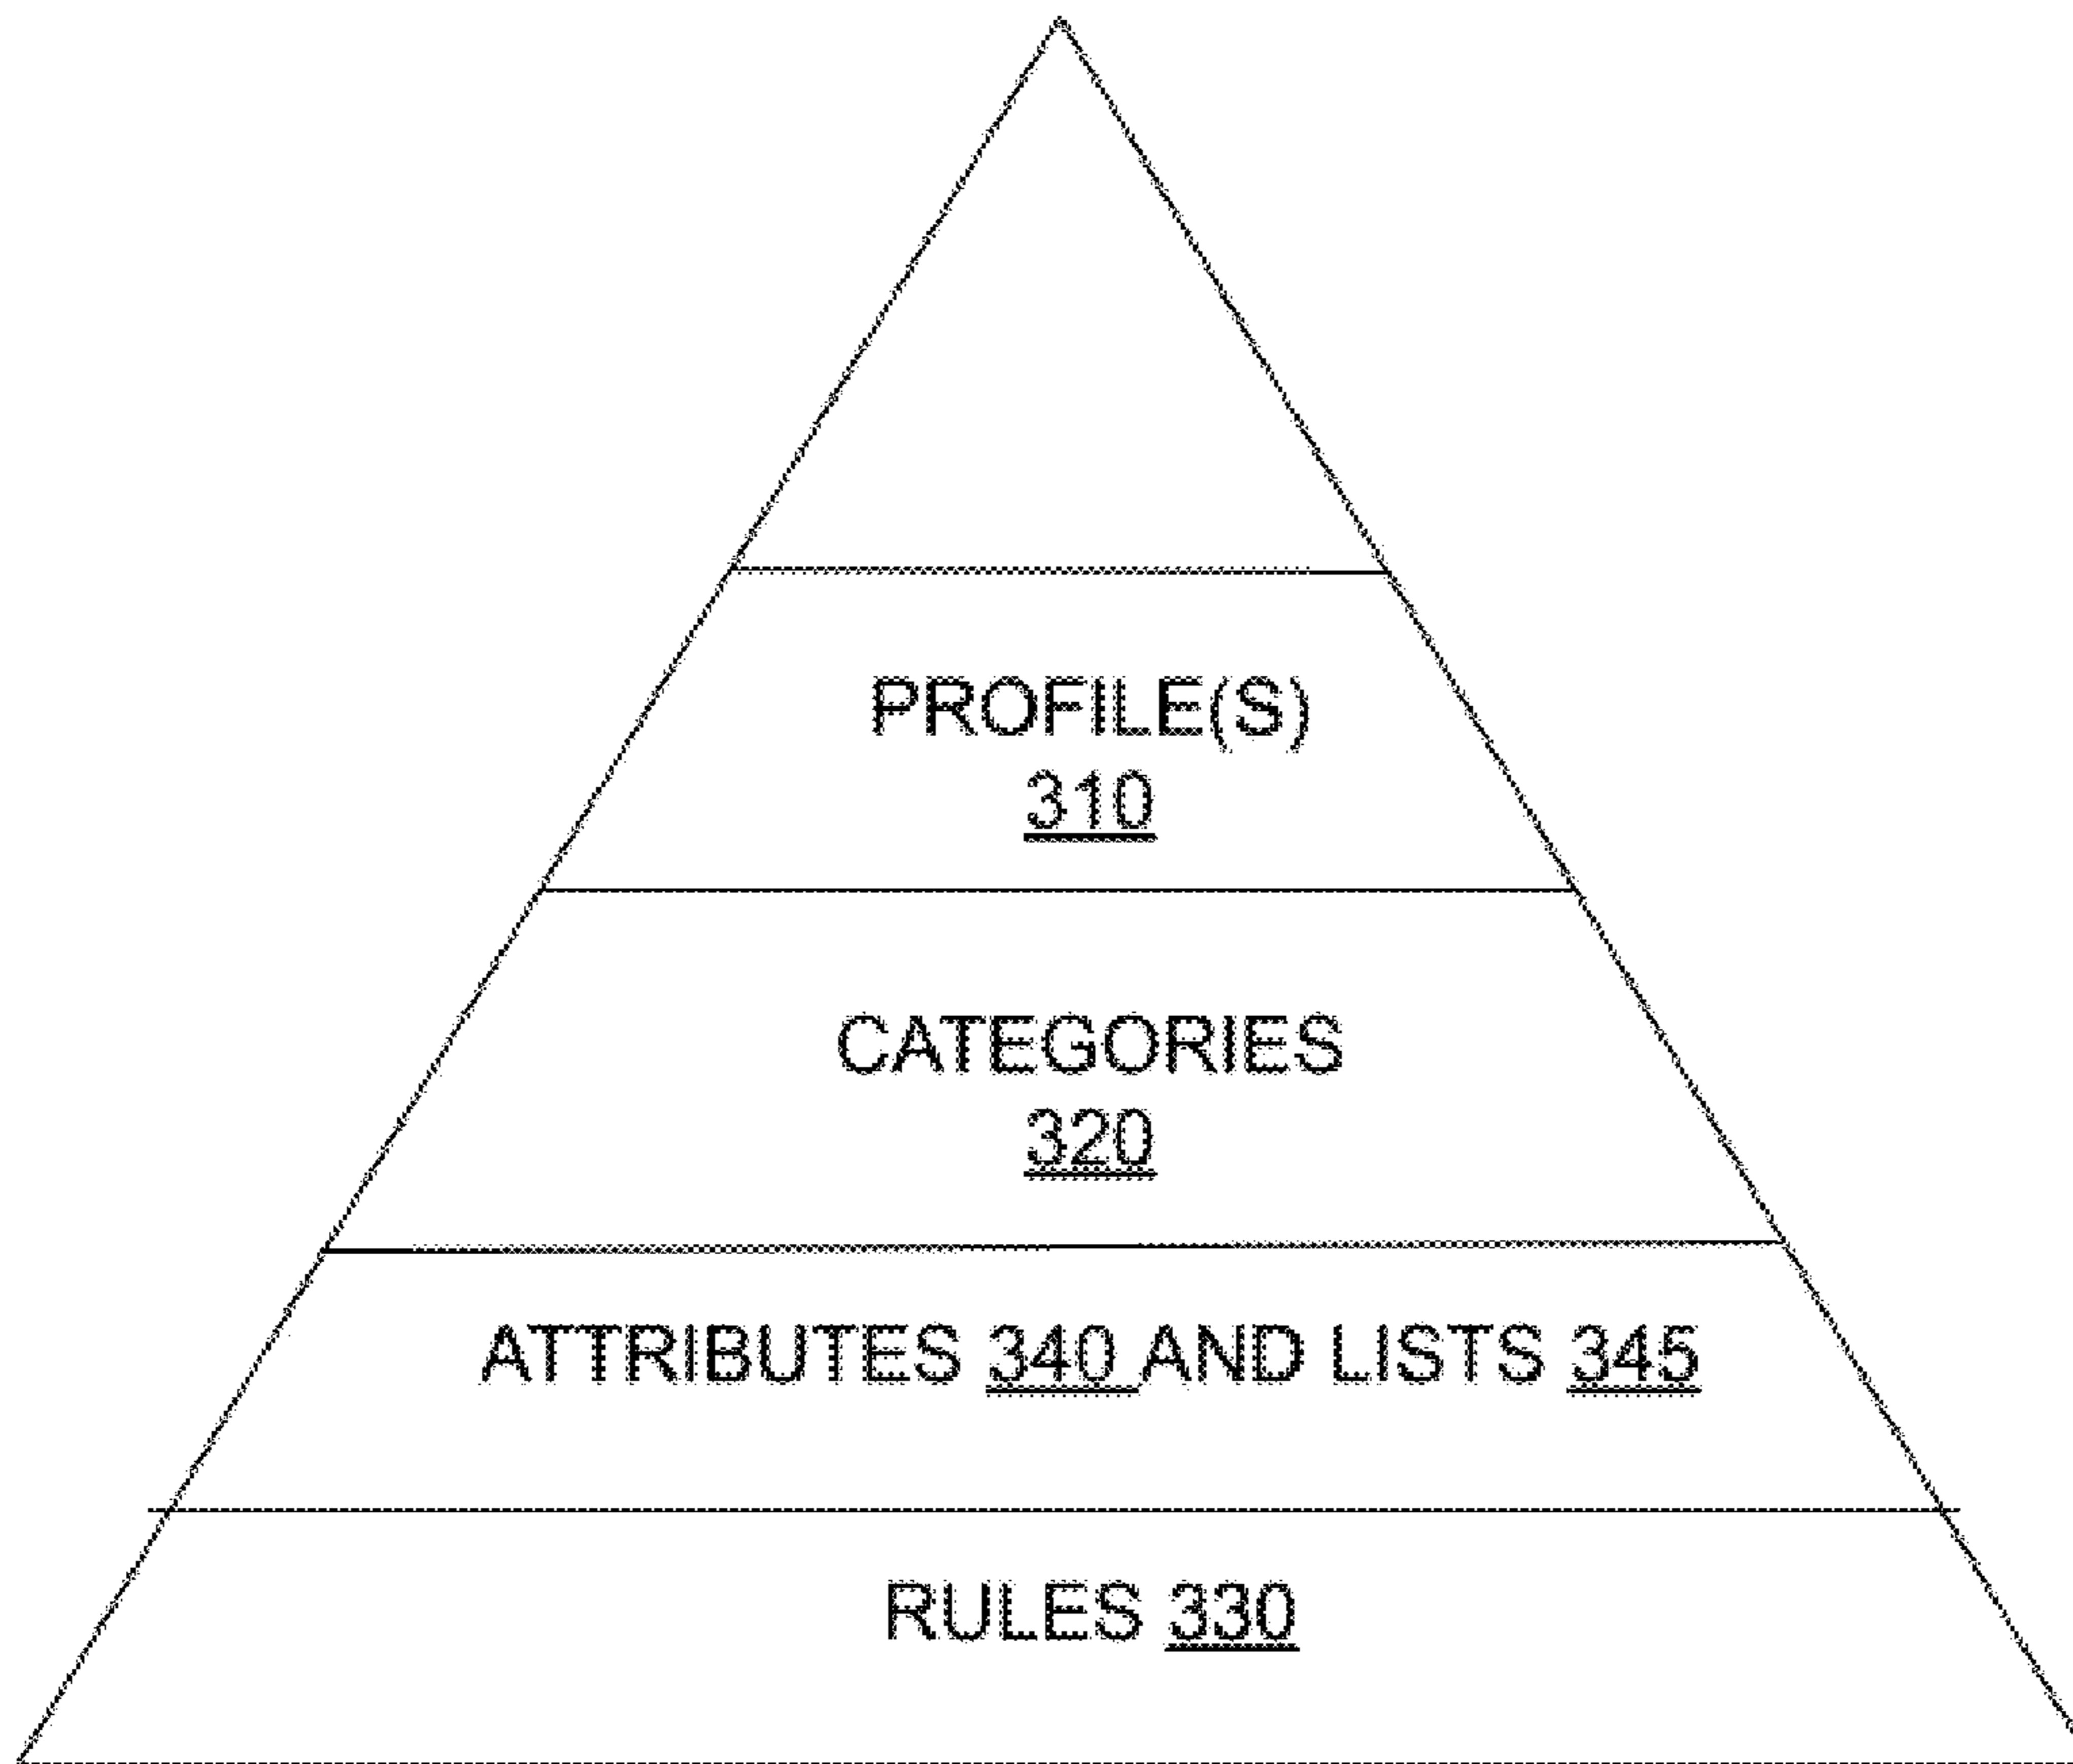 PROFILE(S)
310
CATEGORIES
320
ATTRIBUTES 340 AND LISTS 345
RULES 330